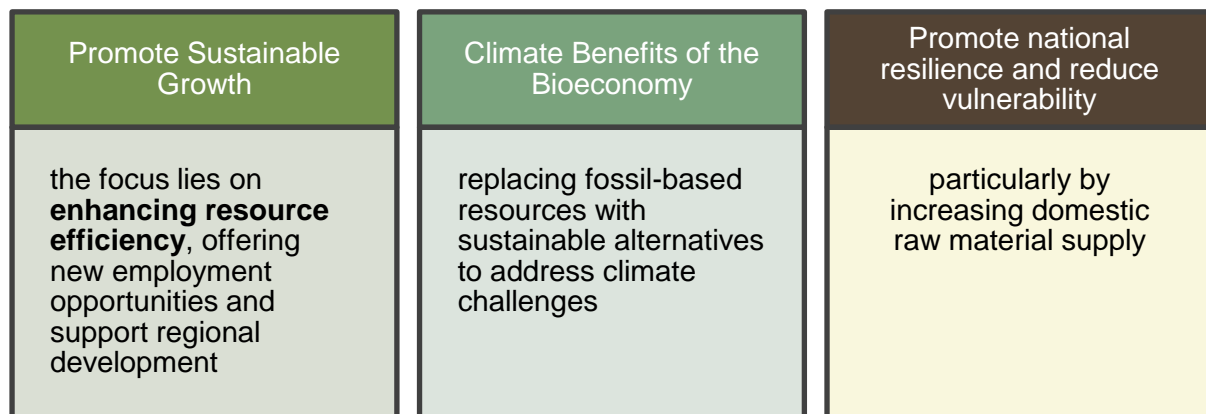 Promote Sustainable
Growth
the focus lies on
enhancing resource
efficiency, offering
new employment
opportunities and
support regional
development
Climate Benefits of the
Bioeconomy
replacing fossil-based
resources with
sustainable alternatives
to address climate
challenges
Promote national
resilience and reduce
vulnerability
particularly by
increasing domestic
raw material supply